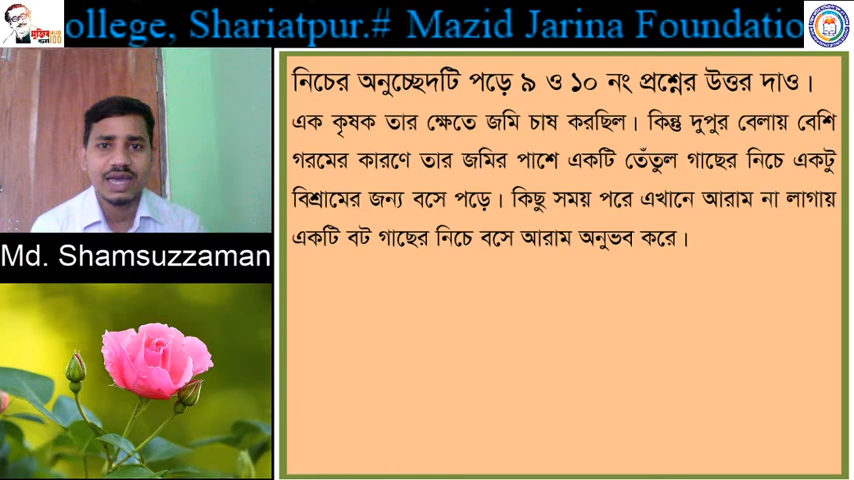 ollege, Shariatpur.# Mazid Jarina Foundatio
নিচের অনুচ্ছেদটি পড়ে ৯ ও ১০ নং প্রশ্নের উত্তর দাও।
এক কৃষক তার ক্ষেতে জমি চাষ করছিল। কিন্তু দুপুর বেলায় বেশি
গরমের কারণে তার জমির পাশে একটি তেঁতুল গাছের নিচে একটু
বিশ্রামের জন্য বসে পড়ে। কিছু সময় পরে এখানে আরাম না লাগায়
একটি বট গাছের নিচে বসে আরাম অনুভব করে।
Md. Shamsuzzaman